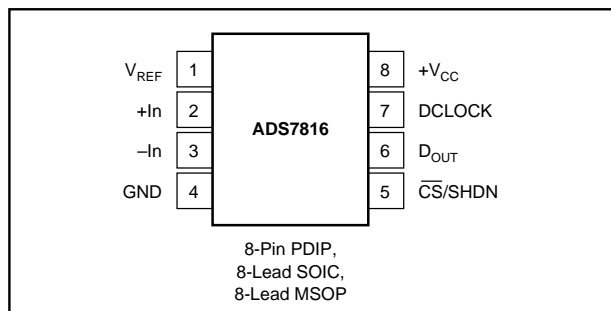 V_REF 1 8 +V_CC
+In 2 7 DCLOCK
ADS7816
–In 3 6 D_OUT
GND 4 5 C̅S̅/SHDN
8-Pin PDIP,
8-Lead SOIC,
8-Lead MSOP